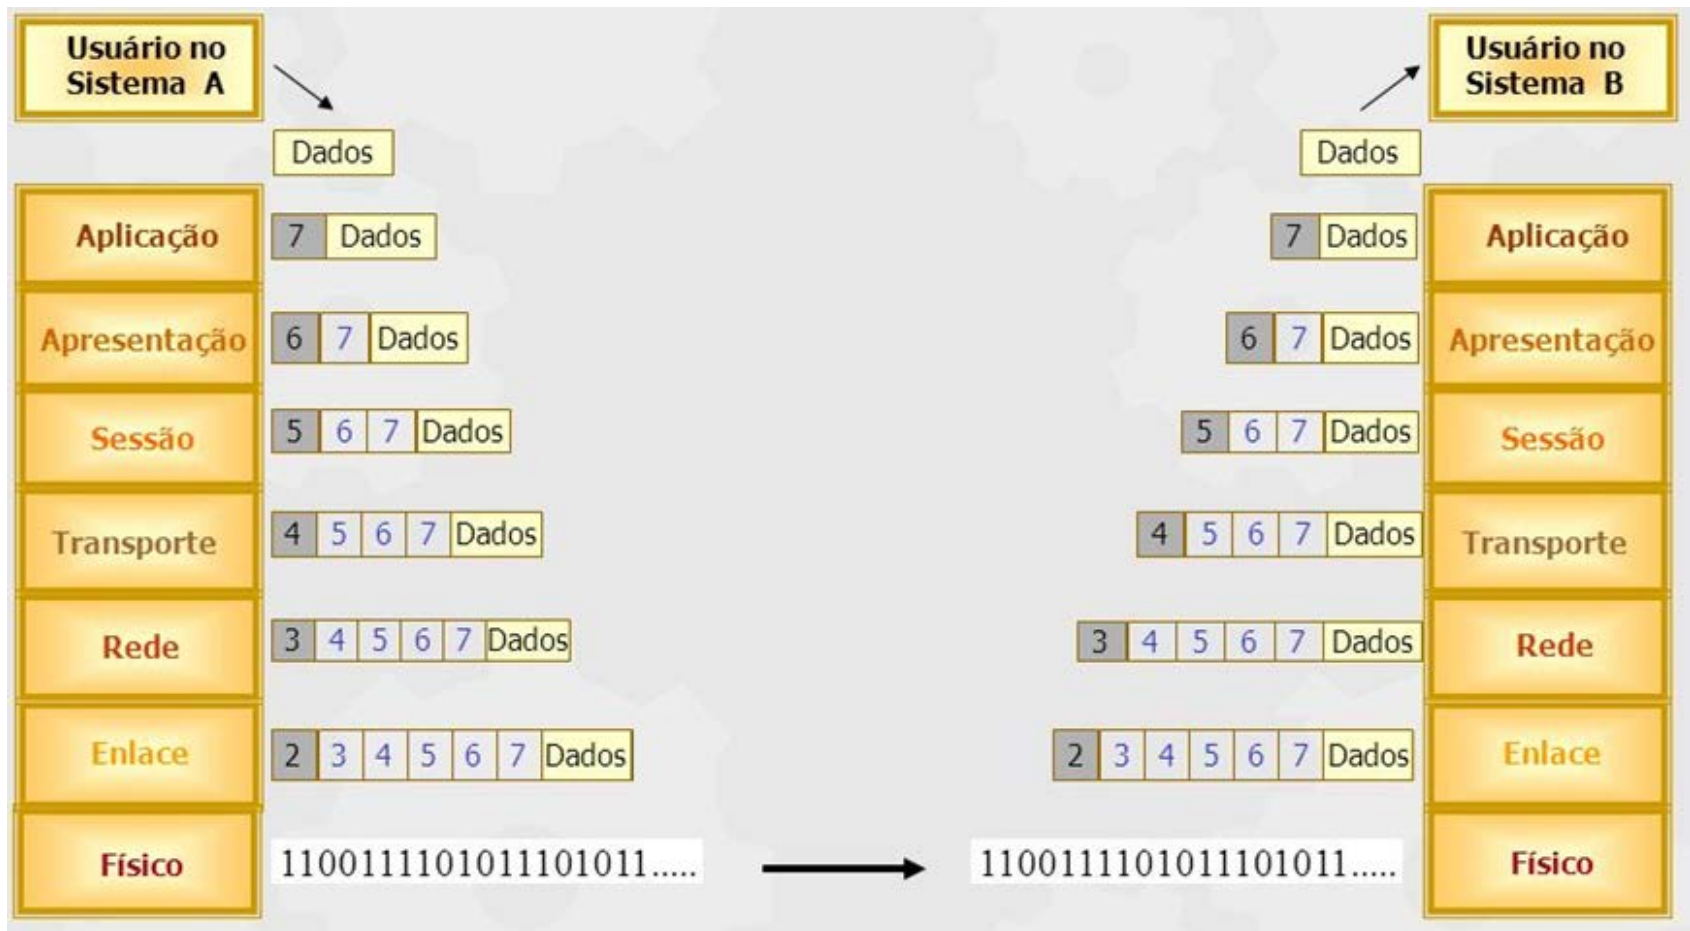 Usuário no
Sistema A
Usuário no
Sistema B
Dados
Dados
Aplicação
7 Dados
7 Dados
Aplicação
Apresentação
6 7 Dados
6 7 Dados
Apresentação
Sessão
5 6 7 Dados
5 6 7 Dados
Sessão
Transporte
4 5 6 7 Dados
4 5 6 7 Dados
Transporte
Rede
3 4 5 6 7 Dados
3 4 5 6 7 Dados
Rede
Enlace
2 3 4 5 6 7 Dados
2 3 4 5 6 7 Dados
Enlace
Físico
1100111101011101011.....
1100111101011101011.....
Físico